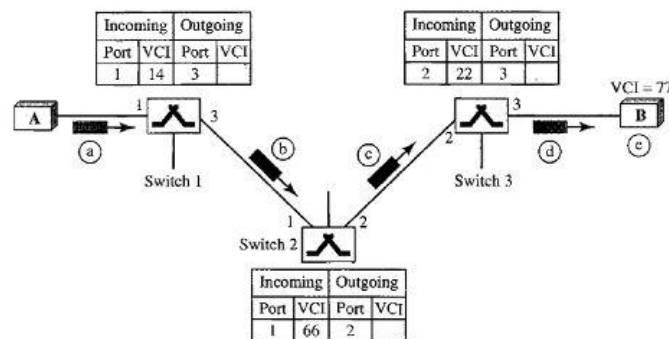 Incoming Outgoing
Port VCI Port VCI
1 14 3
Incoming Outgoing
Port VCI Port VCI
2 22 3
VCI = 77
A 1 3 2 3 B
a b c d e
Switch 1
Switch 3
1 2
Switch 2
Incoming Outgoing
Port VCI Port VCI
1 66 2